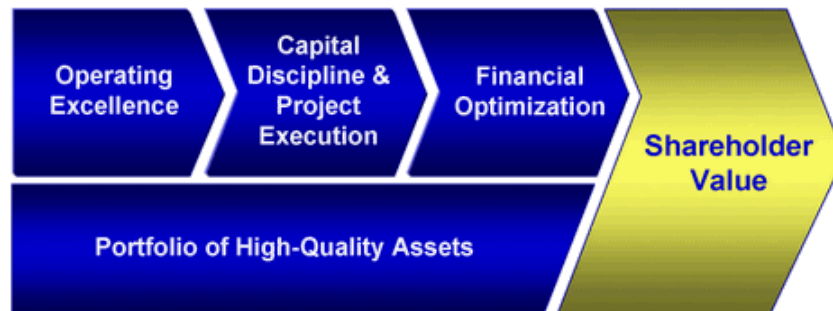 Operating
Excellence
Capital
Discipline &
Project
Execution
Financial
Optimization
Shareholder
Value
Portfolio of High-Quality Assets